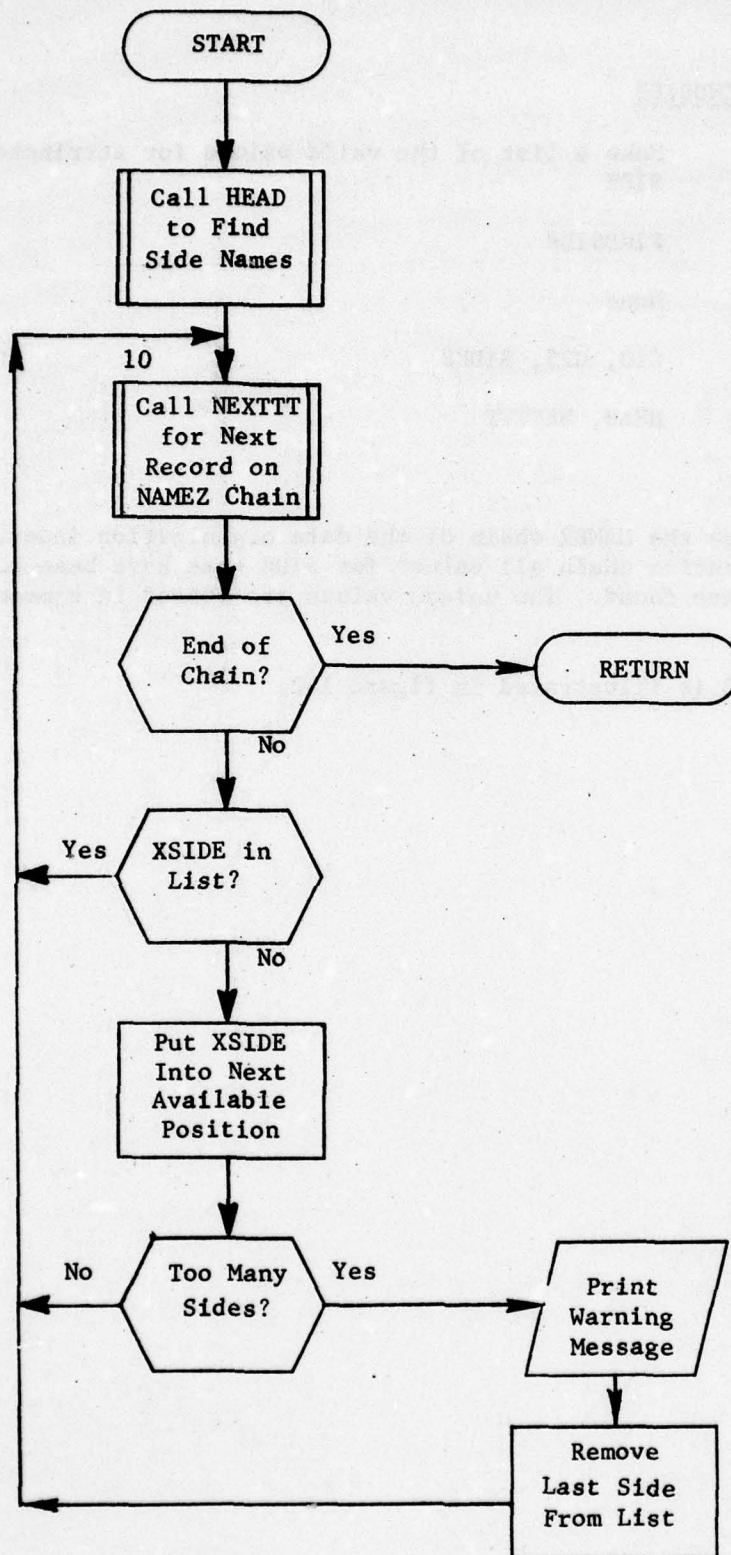 START
Call HEAD
to Find
Side Names
10
Call NEXTTT
for Next
Record on
NAMEZ Chain
End of
Chain?
Yes
RETURN
No
Yes
XSIDE in
List?
No
Put XSIDE
Into Next
Available
Position
No
Too Many
Sides?
Yes
Print
Warning
Message
Remove
Last Side
From List